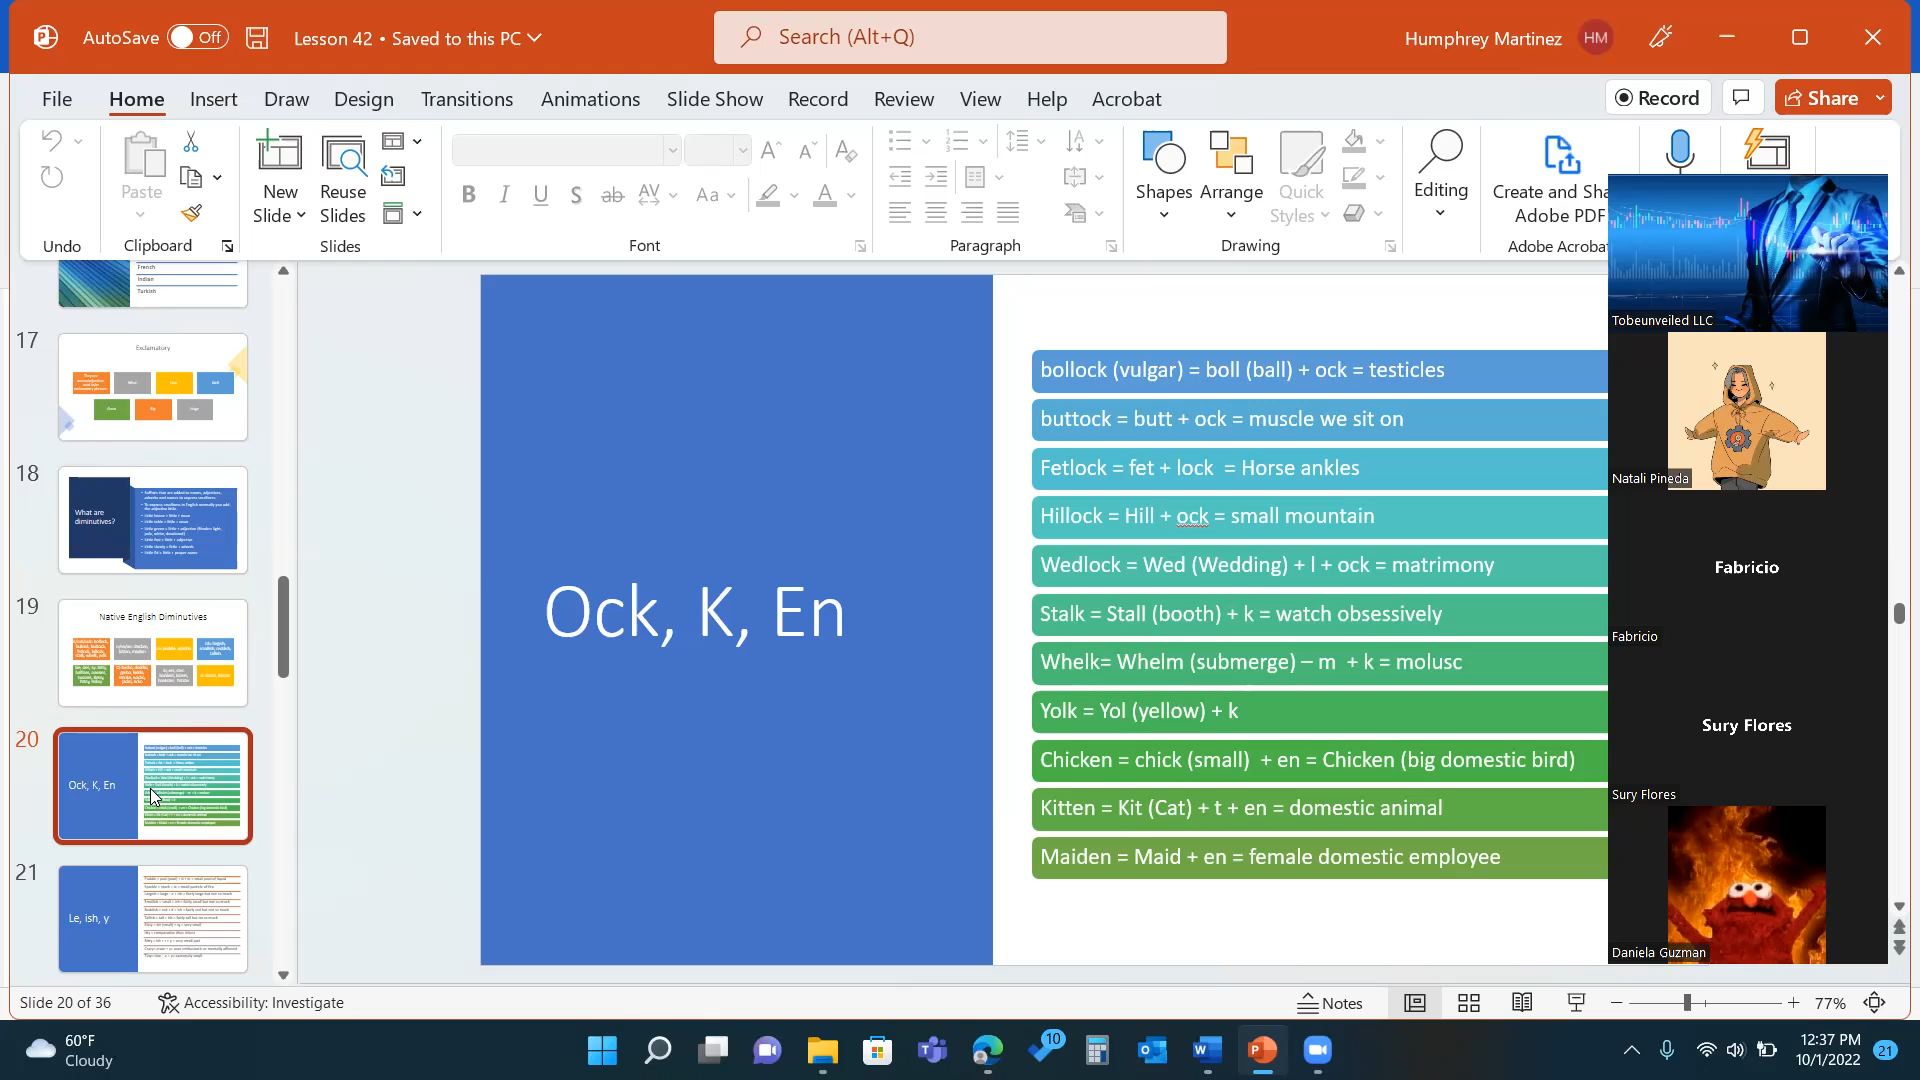 AutoSave Off Lesson 42 • Saved to this PC Search (Alt+Q) Humphrey Martinez HM
File Home Insert Draw Design Transitions Animations Slide Show Record Review View Help Acrobat Record Share
Paste New Slide Reuse Slides Shapes Arrange Quick Styles Editing Create and Sha Adobe PDF
Undo Clipboard Slides Font Paragraph Drawing Adobe Acrobat
French
Indian
Turkish
17
Exclamatory
18
What are diminutives?
19
Native English Diminutives
20
Ock, K, En
21
Le, ish, y
Ock, K, En
bollock (vulgar) = boll (ball) + ock = testicles
buttock = butt + ock = muscle we sit on
Fetlock = fet + lock = Horse ankles
Hillock = Hill + ock = small mountain
Wedlock = Wed (Wedding) + l + ock = matrimony
Stalk = Stall (booth) + k = watch obsessively
Whelk= Whelm (submerge) – m + k = molusc
Yolk = Yol (yellow) + k
Chicken = chick (small) + en = Chicken (big domestic bird)
Kitten = Kit (Cat) + t + en = domestic animal
Maiden = Maid + en = female domestic employee
Tobeunveiled LLC
Natali Pineda
Fabricio
Fabricio
Sury Flores
Sury Flores
Daniela Guzman
Slide 20 of 36 Accessibility: Investigate Notes 77%
60°F
Cloudy
10
12:37 PM
10/1/2022
21